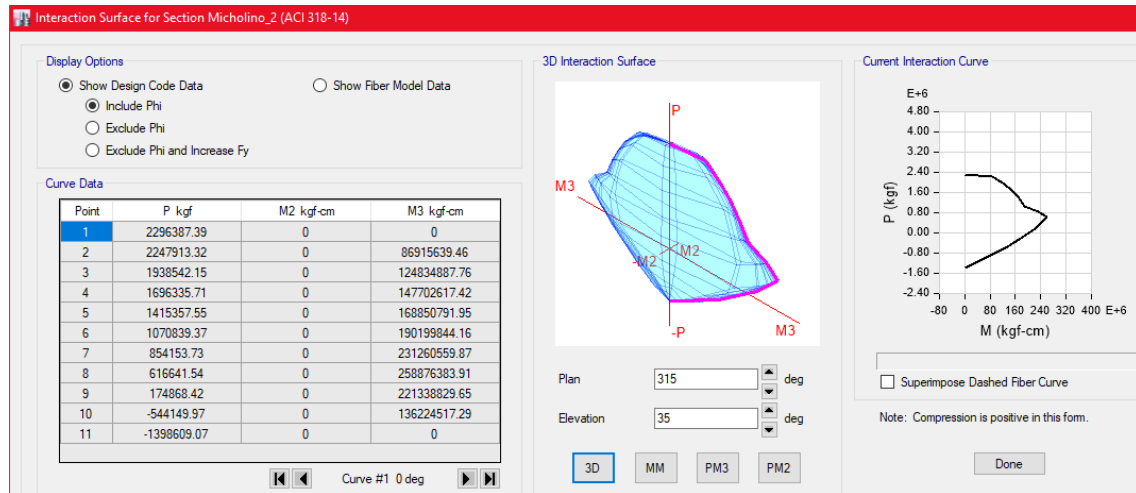 Interaction Surface for Section Micholino_2 (ACI 318-14)
Display Options
Show Design Code Data Show Fiber Model Data
Include Phi
Exclude Phi
Exclude Phi and Increase Fy
Curve Data
Point P kgf M2 kgf-cm M3 kgf-cm
1 2296387.39 0 0
2 2247913.32 0 86915639.46
3 1938542.15 0 124834887.76
4 1696335.71 0 147702617.42
5 1415357.55 0 168850791.95
6 1070839.37 0 190199844.16
7 854153.73 0 231260559.87
8 616641.54 0 258876383.91
9 174868.42 0 221338829.65
10 -544149.97 0 136224517.29
11 -1398609.07 0 0
Curve #1 0 deg
3D Interaction Surface
P
M3
M2
-M2
-P
M3
Plan 315 deg
Elevation 35 deg
3D MM PM3 PM2
Current Interaction Curve
E+6
4.80
4.00
3.20
2.40
1.60
0.80
0.00
-0.80
-1.60
-2.40
P (kgf)
-80 0 80 160 240 320 400 E+6
M (kgf-cm)
Superimpose Dashed Fiber Curve
Note: Compression is positive in this form.
Done